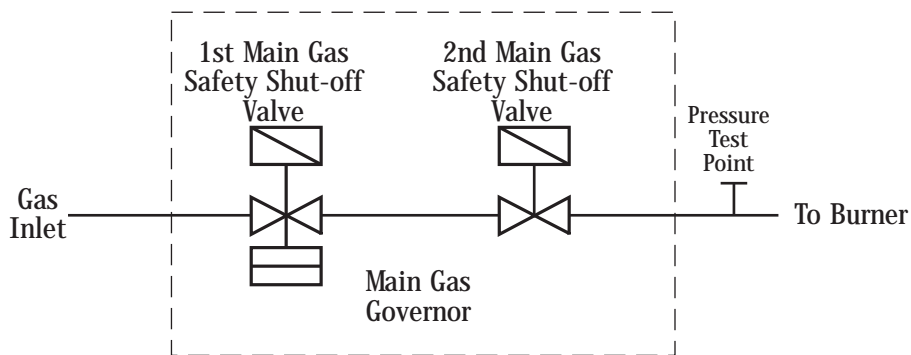 1st Main Gas
Safety Shut-off
Valve
2nd Main Gas
Safety Shut-off
Valve
Pressure
Test
Point
Gas
Inlet
To Burner
Main Gas
Governor